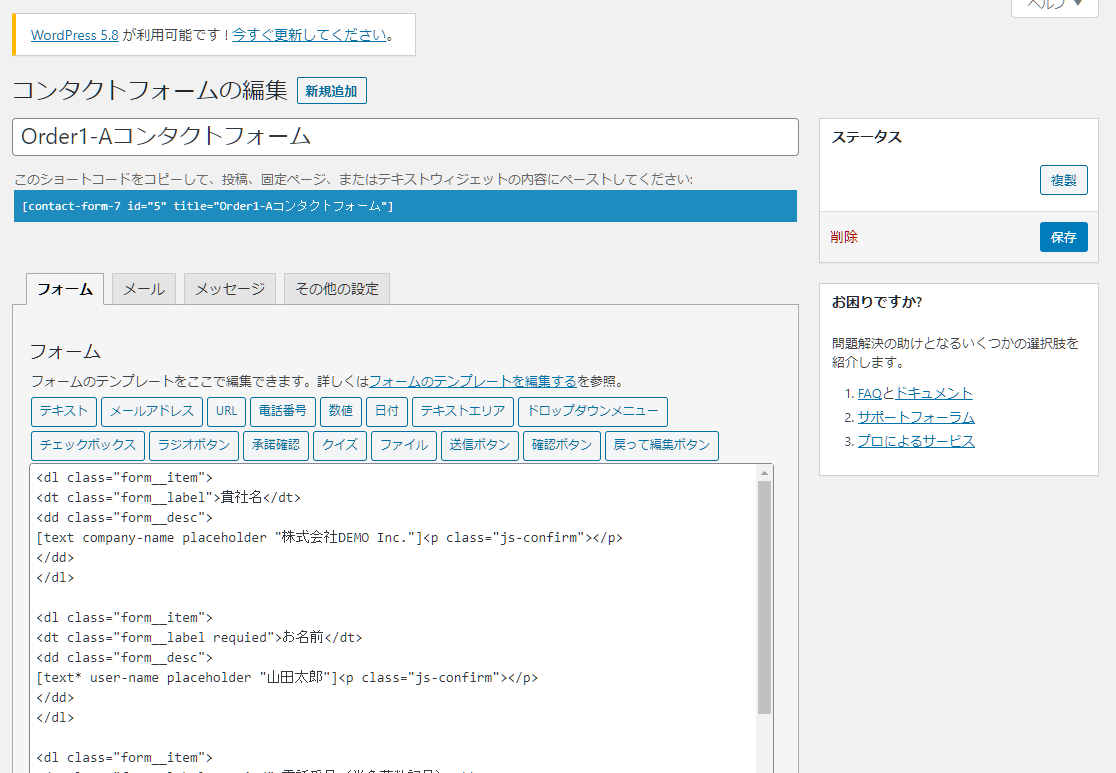 ヘルプ ▼
WordPress 5.8 が利用可能です ! 今すぐ更新してください。
コンタクトフォームの編集 新規追加
Order1-Aコンタクトフォーム
このショートコードをコピーして、投稿、固定ページ、またはテキストウィジェットの内容にペーストしてください:
[contact-form-7 id="5" title="Order1-Aコンタクトフォーム"]
ステータス
複製
削除 保存
フォーム メール メッセージ その他の設定
お困りですか?
問題解決の助けとなるいくつかの選択肢を
紹介します。
1. FAQとドキュメント
2. サポートフォーラム
3. プロによるサービス
フォーム
フォームのテンプレートをここで編集できます。詳しくはフォームのテンプレートを編集するを参照。
テキスト メールアドレス URL 電話番号 数値 日付 テキストエリア ドロップダウンメニュー
チェックボックス ラジオボタン 承諾確認 クイズ ファイル 送信ボタン 確認ボタン 戻って編集ボタン
<dl class="form__item">
<dt class="form__label">貴社名</dt>
<dd class="form__desc">
[text company-name placeholder "株式会社DEMO Inc."]<p class="js-confirm"></p>
</dd>
</dl>
<dl class="form__item">
<dt class="form__label requied">お名前</dt>
<dd class="form__desc">
[text* user-name placeholder "山田太郎"]<p class="js-confirm"></p>
</dd>
</dl>
<dl class="form__item">